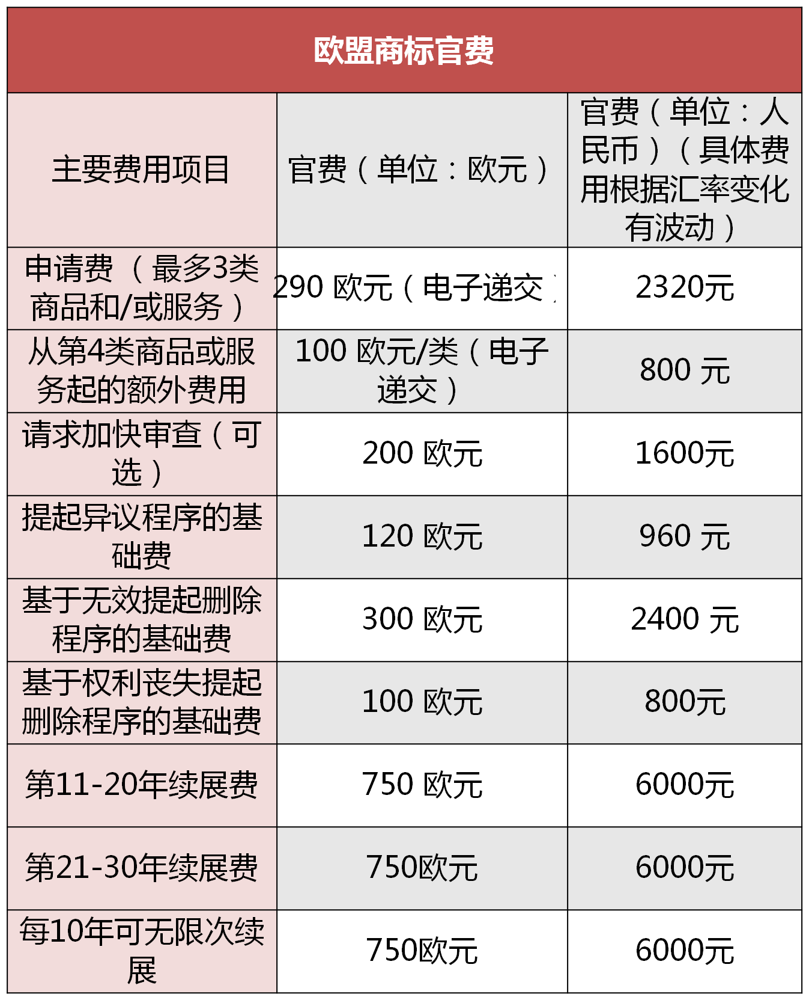 欧盟商标官费
主要费用项目
官费（单位：欧元）
官费（单位：人
民币）（具体费
用根据汇率变化
有波动）
申请费 （最多3类
商品和/或服务）
290 欧元（电子递交）
2320元
从第4类商品或服
务起的额外费用
100 欧元/类（电子
递交）
800 元
请求加快审查（可
选）
200 欧元
1600元
提起异议程序的基
础费
120 欧元
960 元
基于无效提起删除
程序的基础费
300 欧元
2400 元
基于权利丧失提起
删除程序的基础费
100 欧元
800元
第11-20年续展费
750 欧元
6000元
第21-30年续展费
750欧元
6000元
每10年可无限次续
展
750欧元
6000元